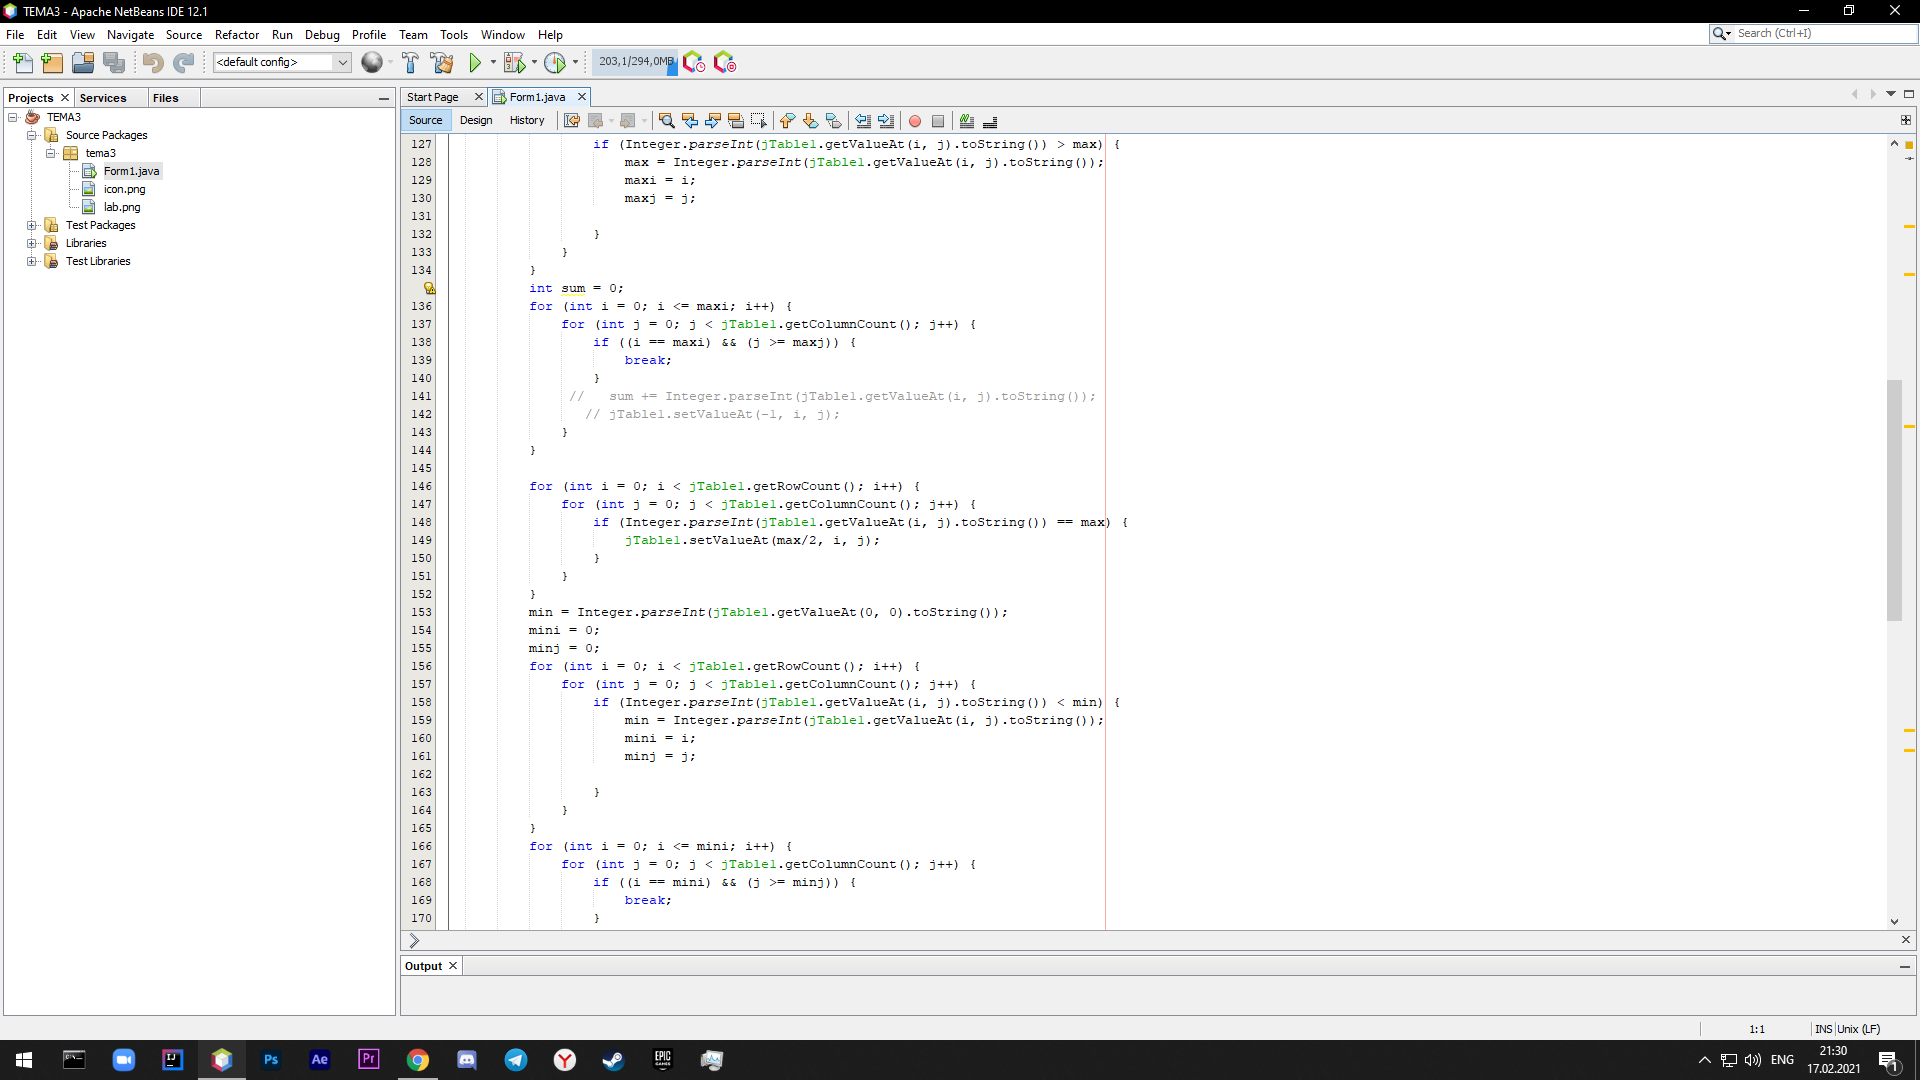 TEMA3 - Apache NetBeans IDE 12.1
File Edit View Navigate Source Refactor Run Debug Profile Team Tools Window Help
Search (Ctrl+I)
<default config>
203,1/294,0MB
Projects Services Files
Start Page Form1.java
Source Design History
TEMA3
Source Packages
tema3
Form1.java
icon.png
lab.png
Test Packages
Libraries
Test Libraries
127 if (Integer.parseInt(jTable1.getValueAt(i, j).toString()) > max) {
128 max = Integer.parseInt(jTable1.getValueAt(i, j).toString());
129 maxi = i;
130 maxj = j;
131
132 }
133 }
134 }
int sum = 0;
136 for (int i = 0; i <= maxi; i++) {
137 for (int j = 0; j < jTable1.getColumnCount(); j++) {
138 if ((i == maxi) && (j >= maxj)) {
139 break;
140 }
141 // sum += Integer.parseInt(jTable1.getValueAt(i, j).toString());
142 // jTable1.setValueAt(-1, i, j);
143 }
144 }
145
146 for (int i = 0; i < jTable1.getRowCount(); i++) {
147 for (int j = 0; j < jTable1.getColumnCount(); j++) {
148 if (Integer.parseInt(jTable1.getValueAt(i, j).toString()) == max) {
149 jTable1.setValueAt(max/2, i, j);
150 }
151 }
152 }
153 min = Integer.parseInt(jTable1.getValueAt(0, 0).toString());
154 mini = 0;
155 minj = 0;
156 for (int i = 0; i < jTable1.getRowCount(); i++) {
157 for (int j = 0; j < jTable1.getColumnCount(); j++) {
158 if (Integer.parseInt(jTable1.getValueAt(i, j).toString()) < min) {
159 min = Integer.parseInt(jTable1.getValueAt(i, j).toString());
160 mini = i;
161 minj = j;
162
163 }
164 }
165 }
166 for (int i = 0; i <= mini; i++) {
167 for (int j = 0; j < jTable1.getColumnCount(); j++) {
168 if ((i == mini) && (j >= minj)) {
169 break;
170 }
Output
1:1 INS Unix (LF)
Ps Ae Pr
EPIC GAMES
ENG
21:30
17.02.2021
1